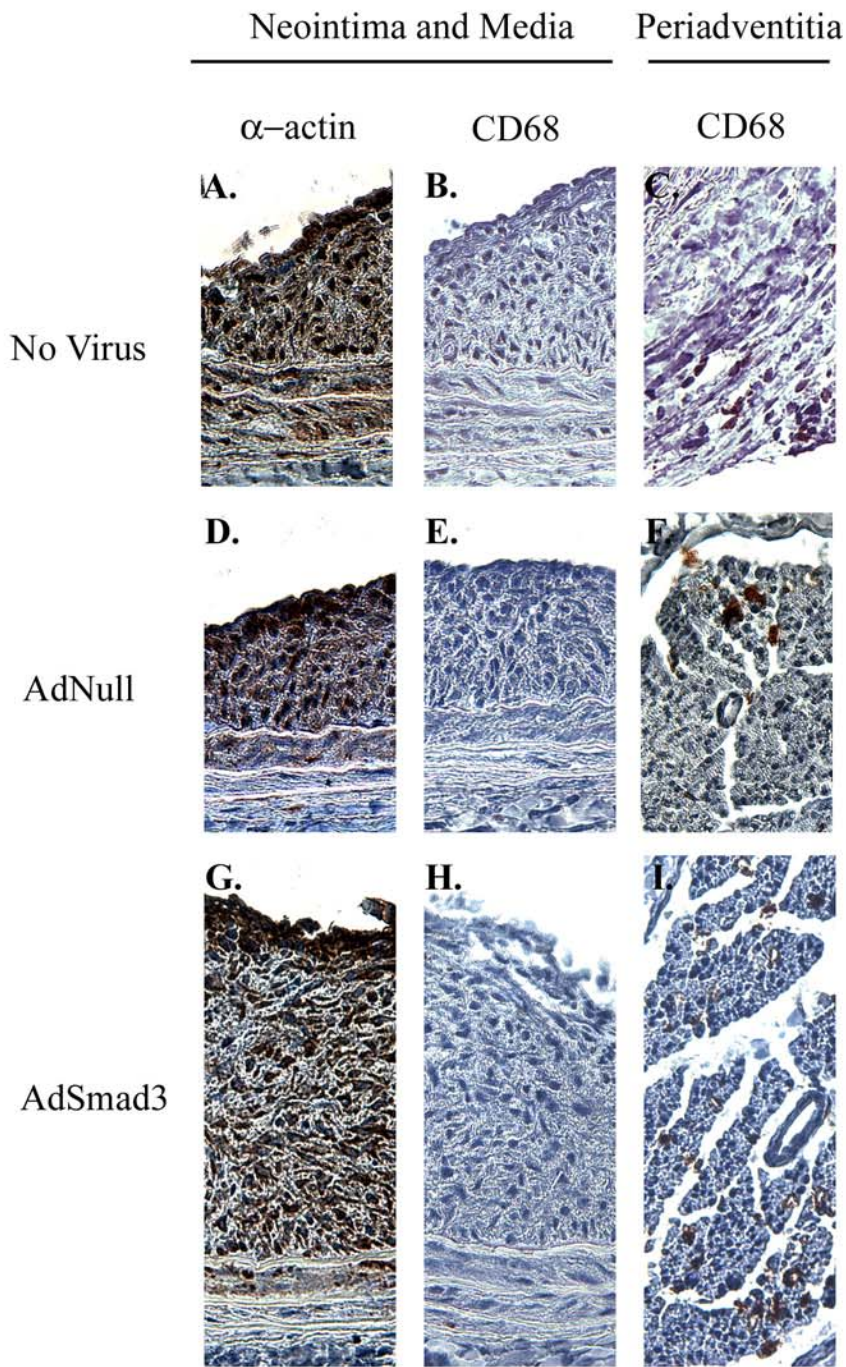 Neointima and Media Periadventitia
α–actin CD68 CD68
A. B. C.
No Virus
D. E. F.
AdNull
G. H. I.
AdSmad3